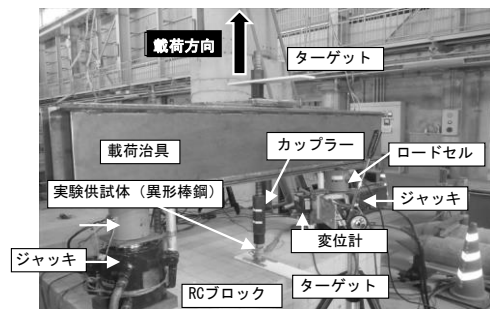 載荷方向
ターゲット
載荷治具
カップラー
ロードセル
実験供試体（異形棒鋼）
ジャッキ
ジャッキ
変位計
RCブロック
ターゲット